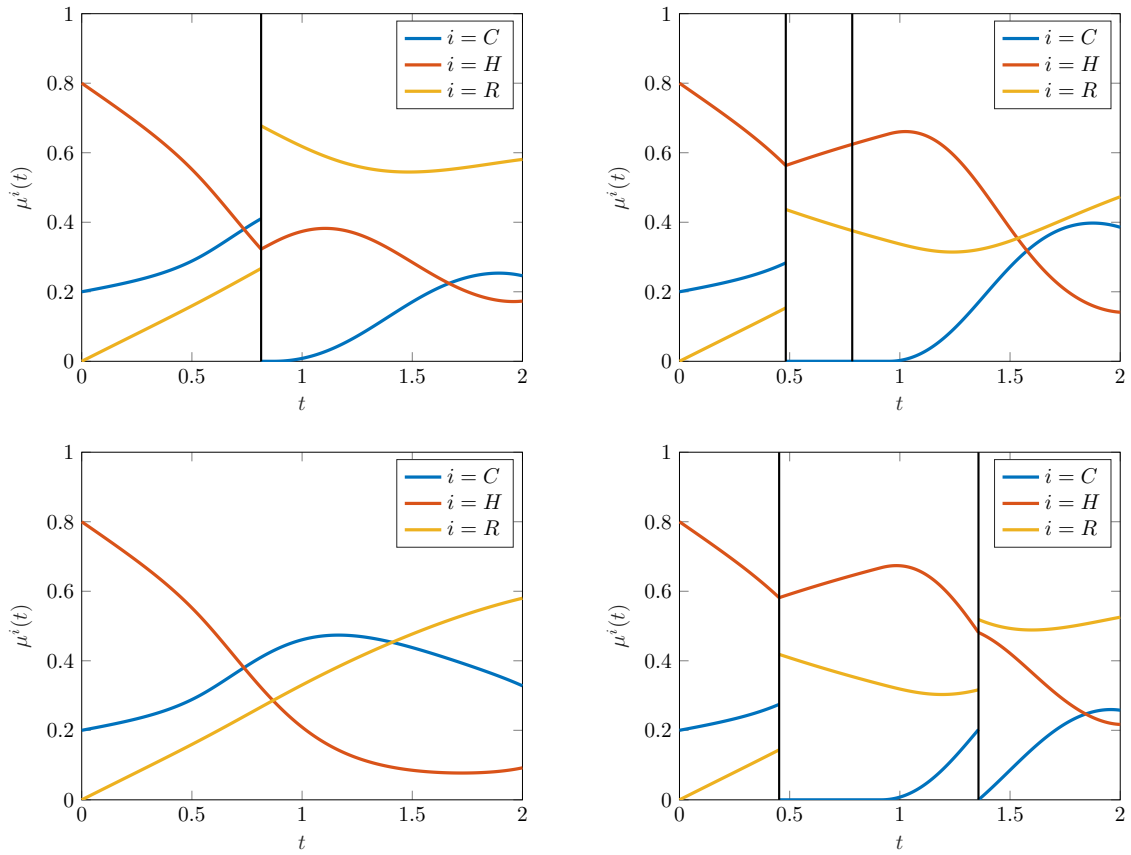 1
0.8
0.6
0.4
0.2
0
0 0.5 1 1.5 2
t
μ^i(t)
i = C
i = H
i = R
1
0.8
0.6
0.4
0.2
0
0 0.5 1 1.5 2
t
μ^i(t)
i = C
i = H
i = R
1
0.8
0.6
0.4
0.2
0
0 0.5 1 1.5 2
t
μ^i(t)
i = C
i = H
i = R
1
0.8
0.6
0.4
0.2
0
0 0.5 1 1.5 2
t
μ^i(t)
i = C
i = H
i = R